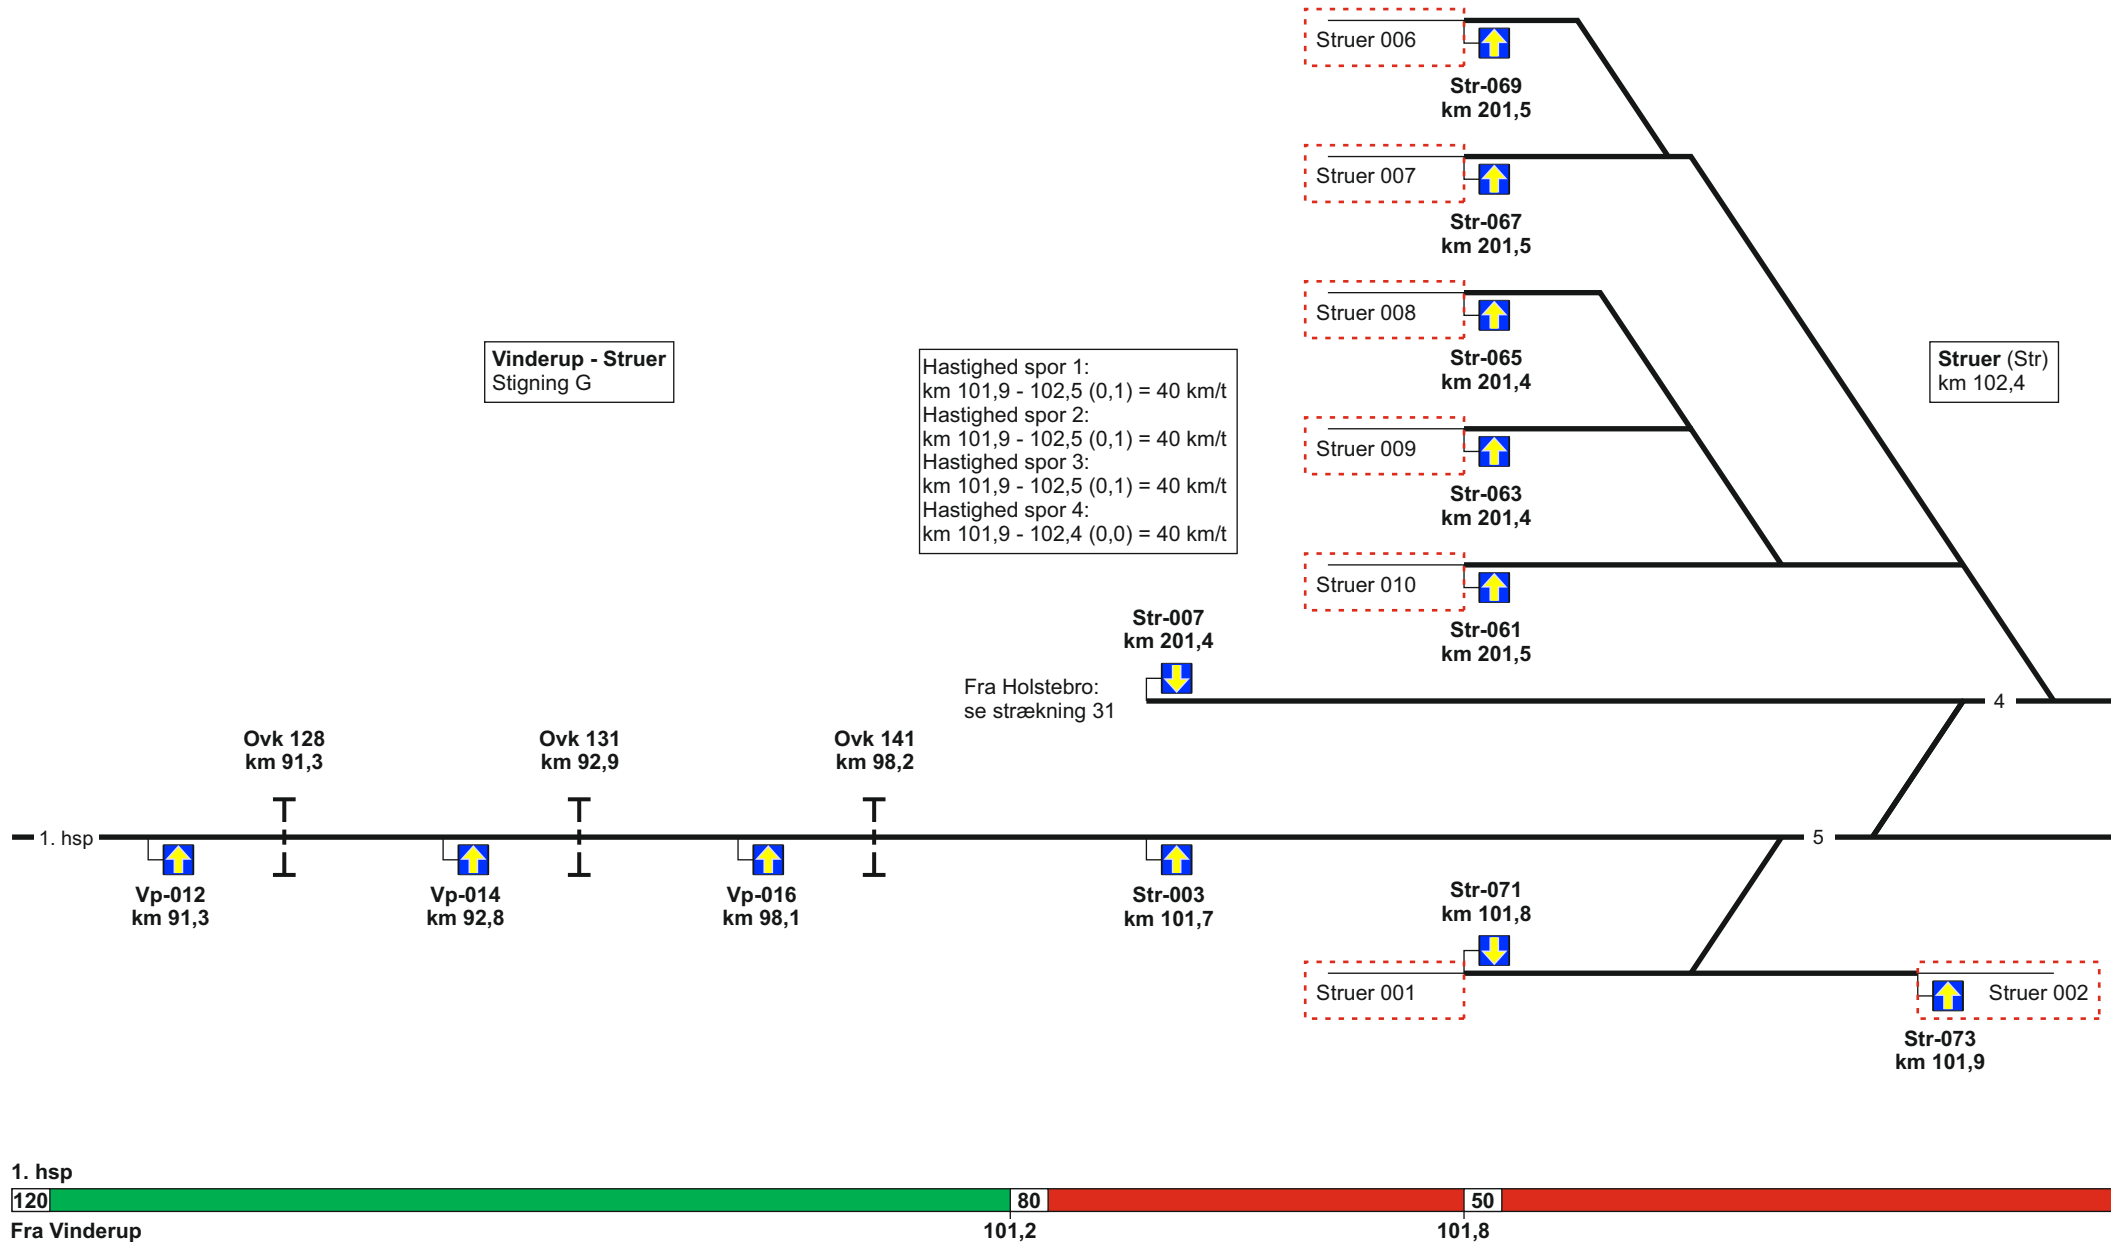 Struer 006
Str-069
km 201,5
Struer 007
Str-067
km 201,5
Struer 008
Str-065
km 201,4
Vinderup - Struer
Stigning G
Hastighed spor 1:
km 101,9 - 102,5 (0,1) = 40 km/t
Hastighed spor 2:
km 101,9 - 102,5 (0,1) = 40 km/t
Hastighed spor 3:
km 101,9 - 102,5 (0,1) = 40 km/t
Hastighed spor 4:
km 101,9 - 102,4 (0,0) = 40 km/t
Struer (Str)
km 102,4
Struer 009
Str-063
km 201,4
Struer 010
Str-061
km 201,5
Str-007
km 201,4
Fra Holstebro:
se strækning 31
4
Ovk 128
km 91,3
Ovk 131
km 92,9
Ovk 141
km 98,2
1. hsp
5
Vp-012
km 91,3
Vp-014
km 92,8
Vp-016
km 98,1
Str-003
km 101,7
Str-071
km 101,8
Struer 001
Struer 002
Str-073
km 101,9
1. hsp
120
80
50
Fra Vinderup
101,2
101,8